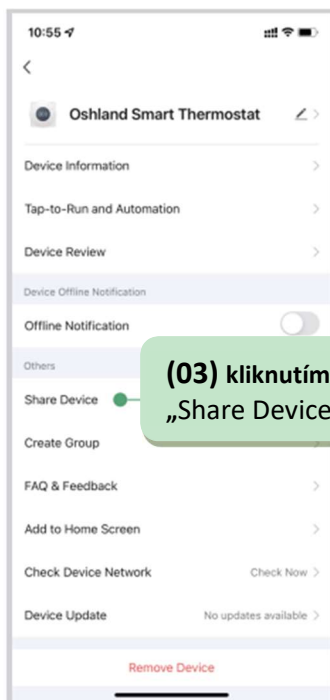 10:55
Oshland Smart Thermostat
Device Information
Tap-to-Run and Automation
Device Review
Device Offline Notification
Offline Notification
Others
(03) kliknutím
Share Device
„Share Device
Create Group
FAQ & Feedback
Add to Home Screen
Check Device Network Check Now
Device Update No updates available
Remove Device